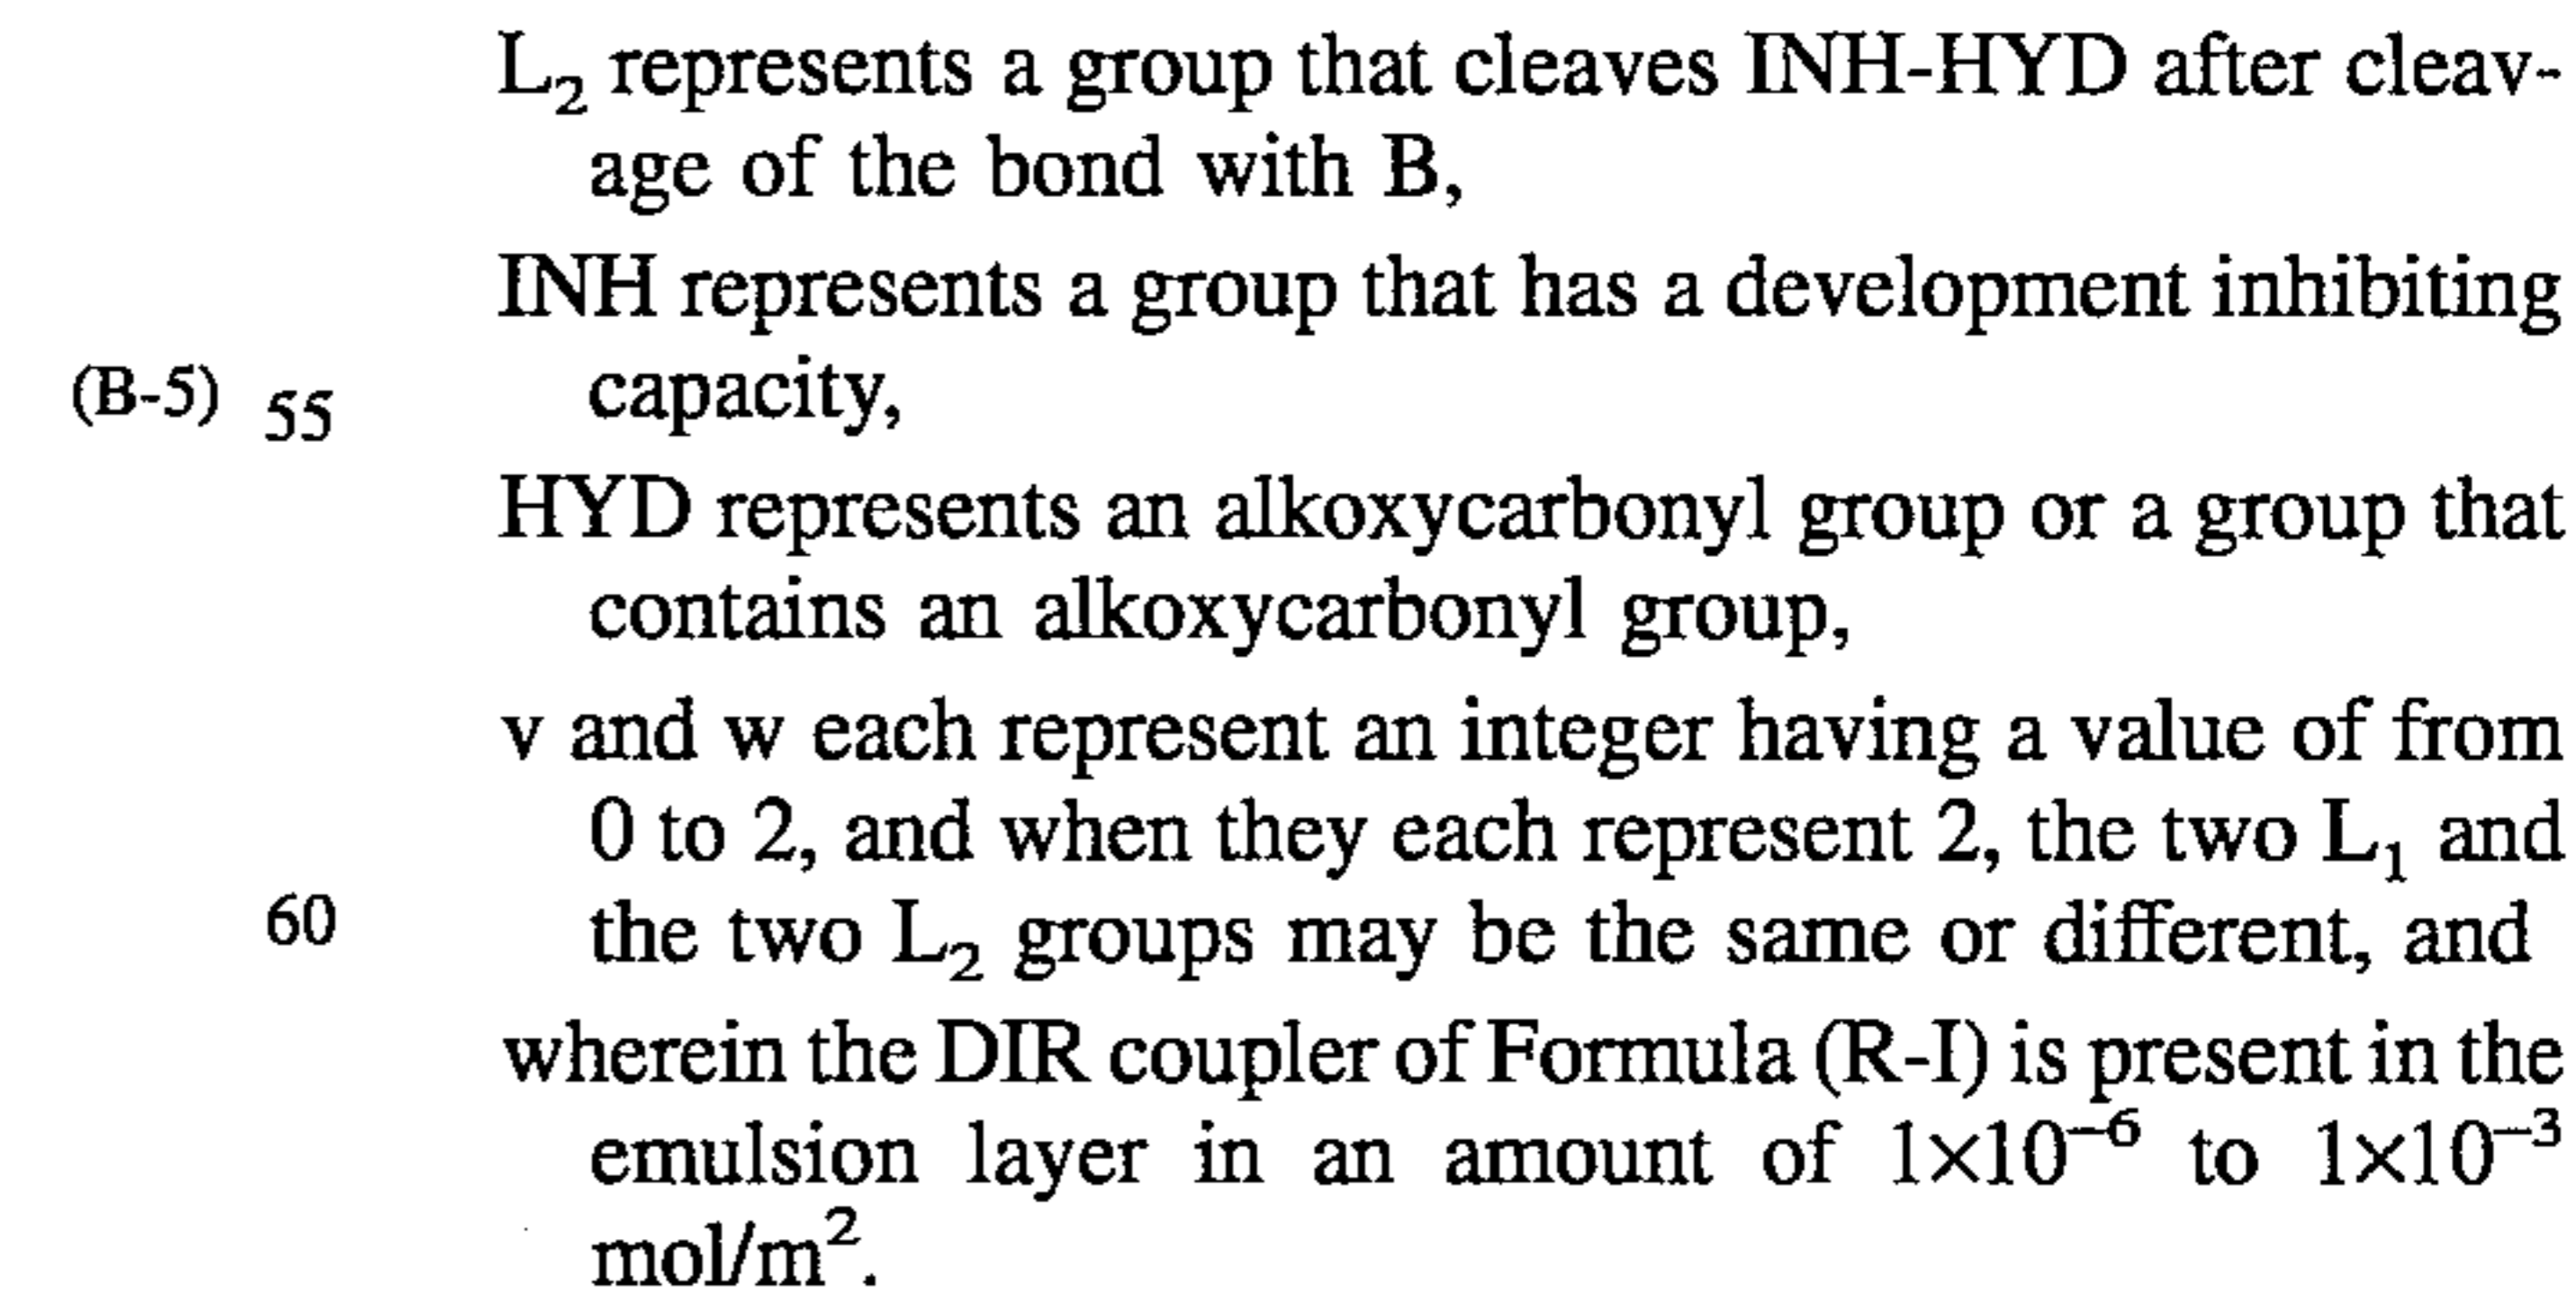 L₂ represents a group that cleaves INH-HYD after cleav-
age of the bond with B,
INH represents a group that has a development inhibiting
(B-5) 55 capacity,
HYD represents an alkoxycarbonyl group or a group that
contains an alkoxycarbonyl group,
v and w each represent an integer having a value of from
0 to 2, and when they each represent 2, the two L₁ and
60 the two L₂ groups may be the same or different, and
wherein the DIR coupler of Formula (R-I) is present in the
emulsion layer in an amount of 1×10⁻⁶ to 1×10⁻³
mol/m².